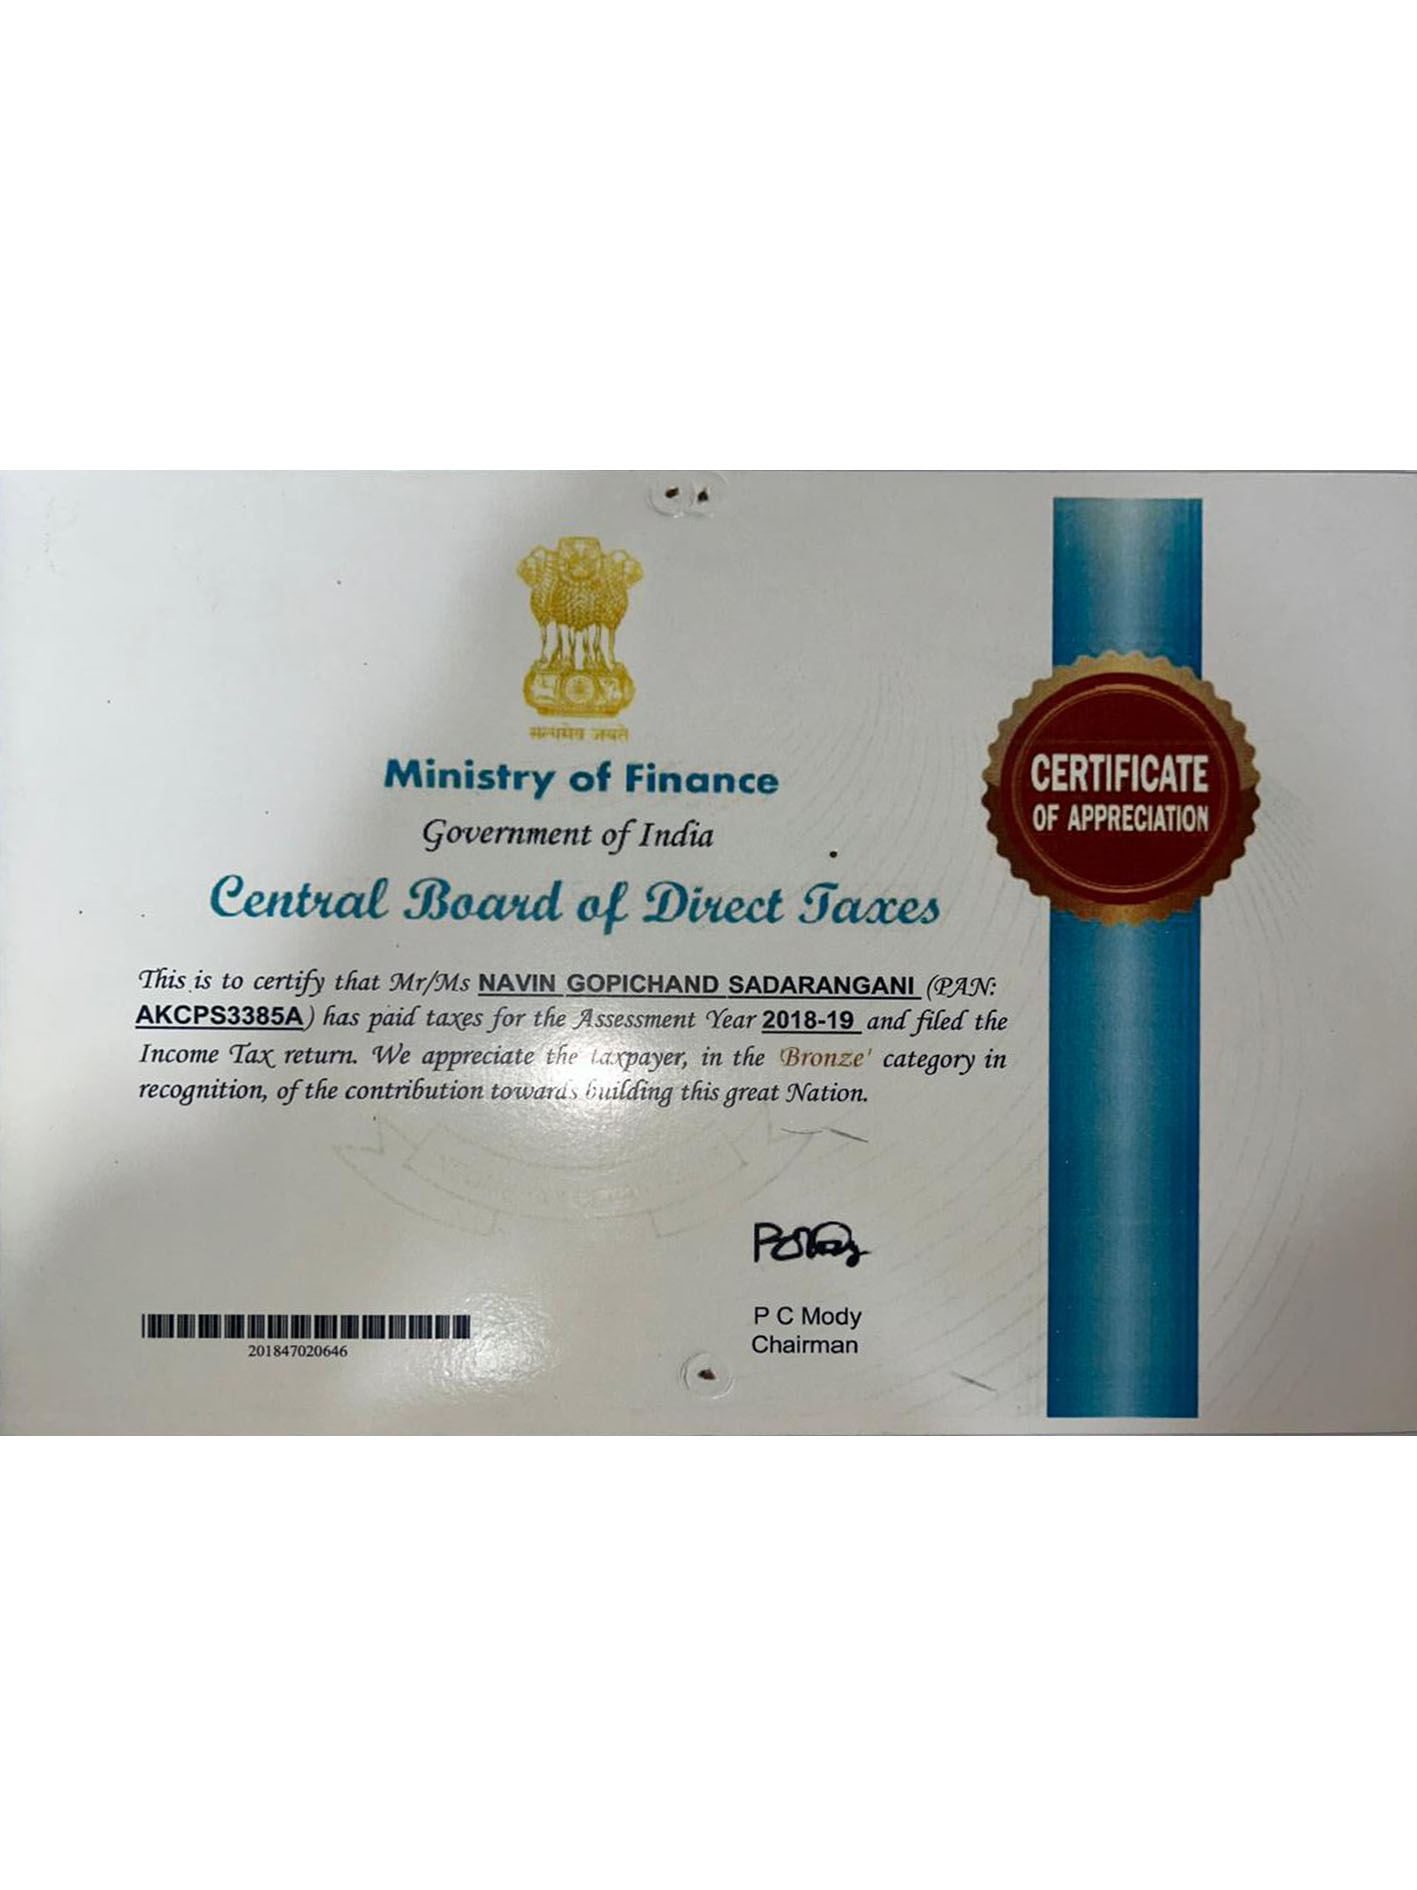 सत्यमेव जयते
Ministry of Finance
Government of India
Central Board of Direct Taxes
CERTIFICATE
OF APPRECIATION
This is to certify that Mr/Ms NAVIN GOPICHAND SADARANGANI (PAN:
AKCPS3385A) has paid taxes for the Assessment Year 2018-19 and filed the
Income Tax return. We appreciate the taxpayer, in the 'Bronze' category in
recognition, of the contribution towards building this great Nation.
P C Mody
Chairman
201847020646